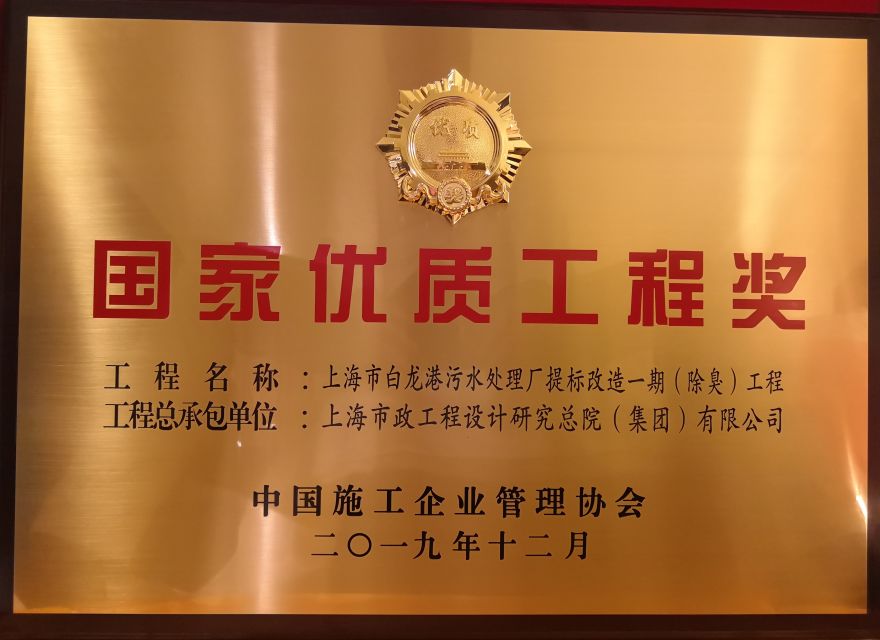 国家优质工程奖
工程名称：上海市白龙港污水处理厂提标改造一期（除臭）工程
工程总承包单位：上海市政工程设计研究总院（集团）有限公司
中国施工企业管理协会
二〇一九年十二月